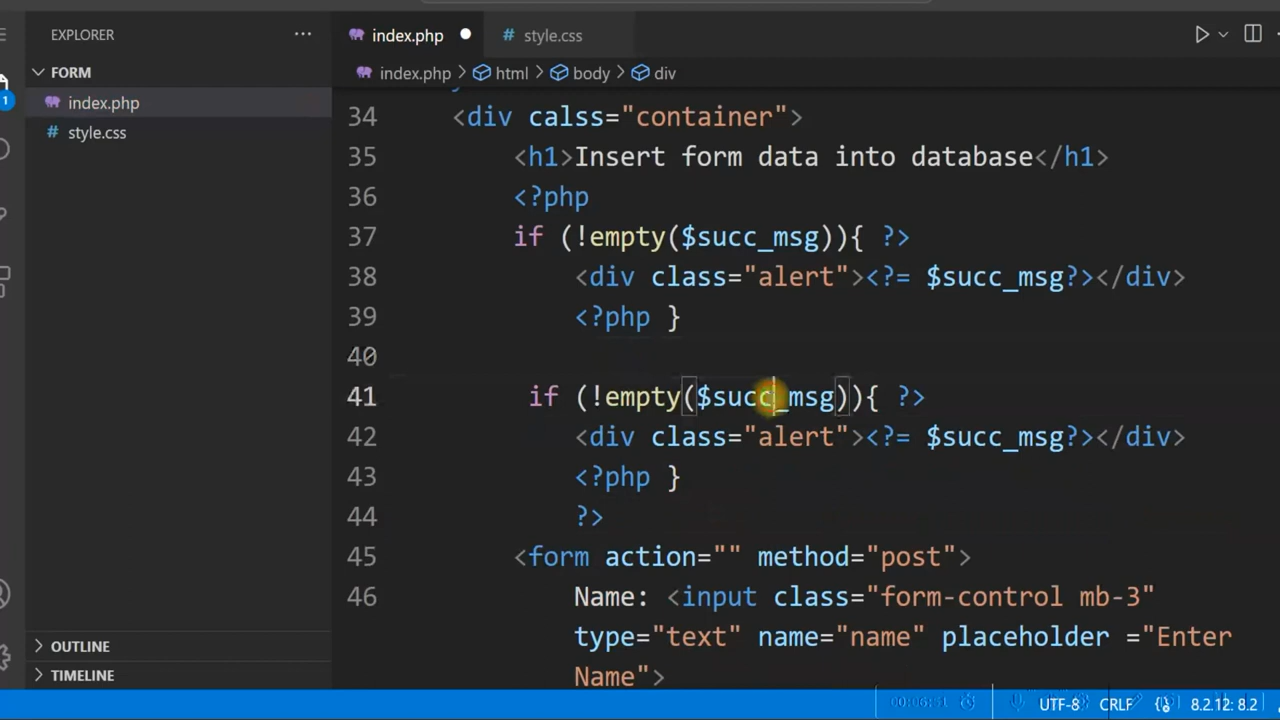 EXPLORER
index.php
style.css
FORM
index.php > html > body > div
index.php
style.css
1
34 <div calss="container">
35 <h1>Insert form data into database</h1>
36 <?php
37 if (!empty($succ_msg)){ ?>
38 <div class="alert"><?= $succ_msg?></div>
39 <?php }
40
41 if (!empty($succ_msg)){ ?>
42 <div class="alert"><?= $succ_msg?></div>
43 <?php }
44 ?>
45 <form action="" method="post">
46 Name: <input class="form-control mb-3"
type="text" name="name" placeholder ="Enter
Name">
OUTLINE
TIMELINE
UTF-8 CRLF 8.2.12: 8.2